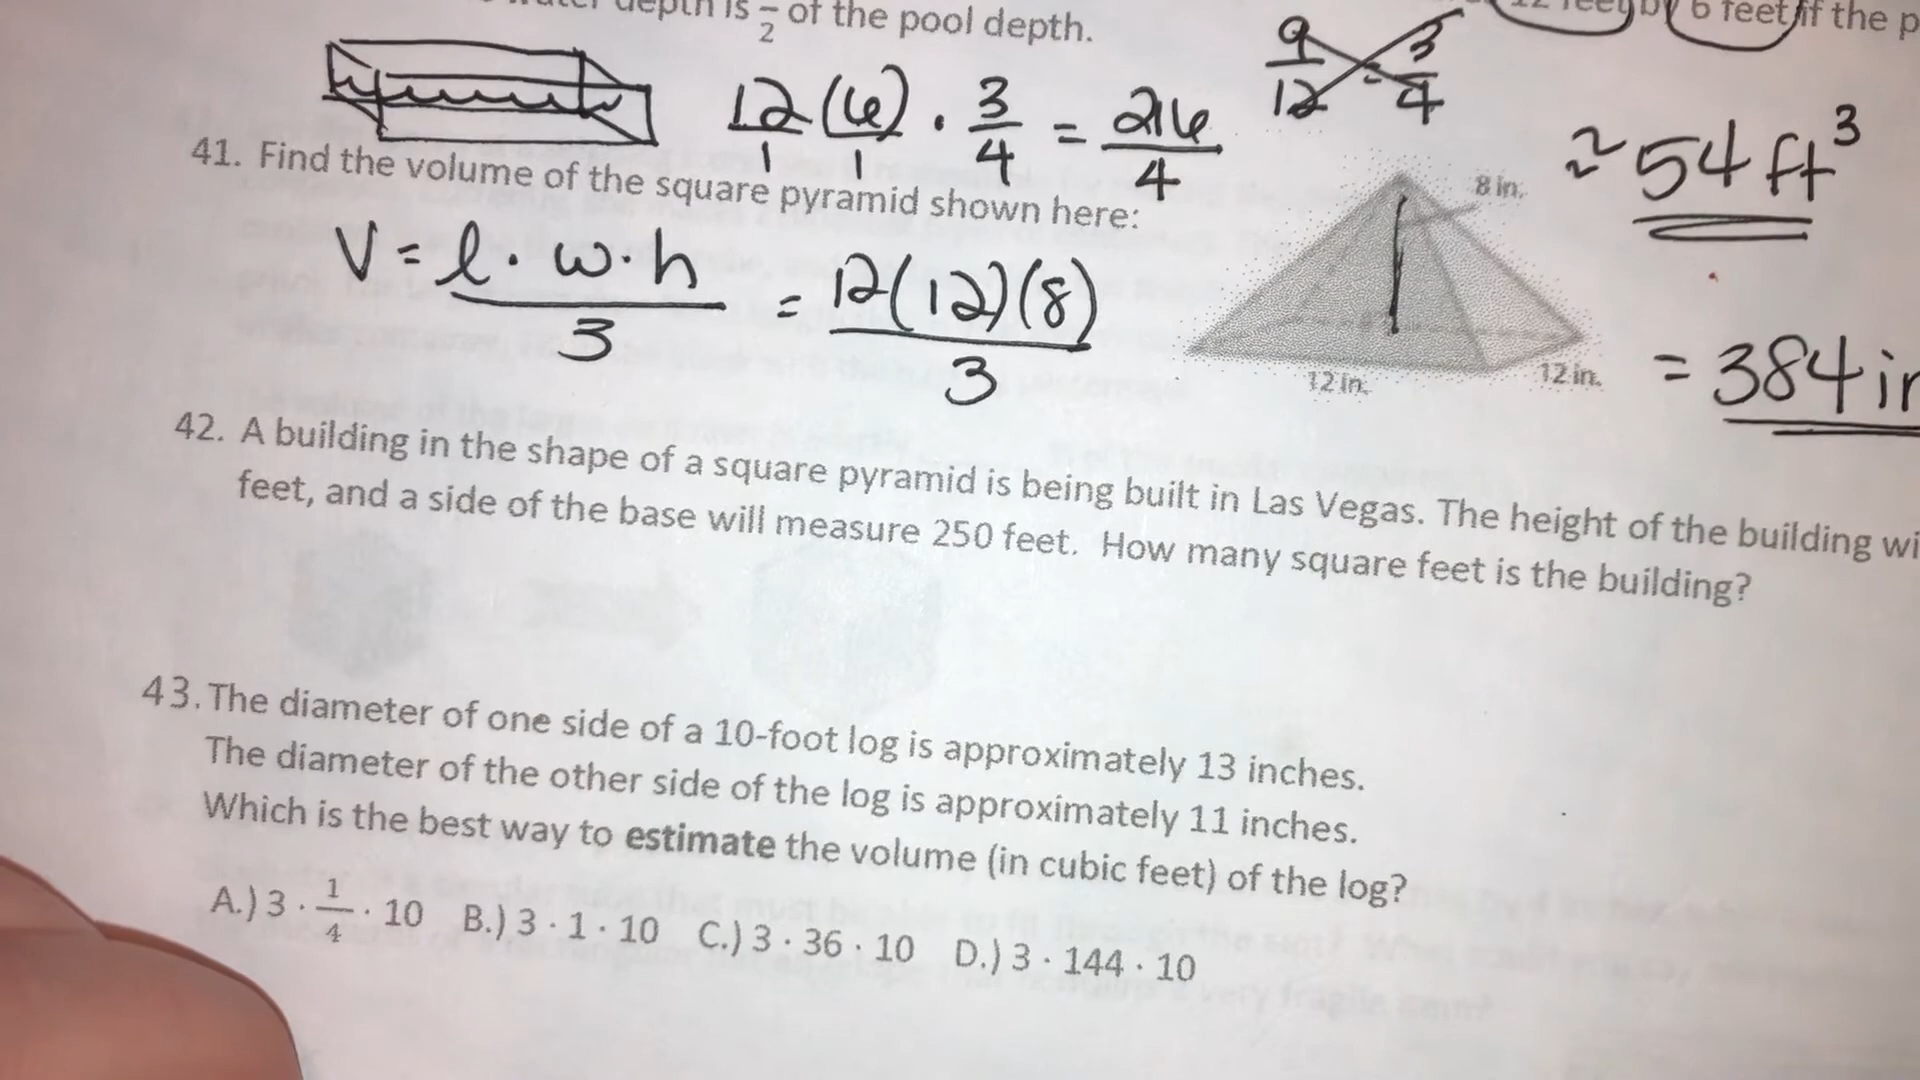 depth is 1/2 of the pool depth.
12 feet by 6 feet if the p
12(6)/1 1 · 3/4 = 216/4
9/12 = 3/4
≈ 54 ft³
41. Find the volume of the square pyramid shown here:
8 in.
V = l · w · h / 3 = 12(12)(8) / 3
12 in.
12 in.
= 384 in
42. A building in the shape of a square pyramid is being built in Las Vegas. The height of the building wi
feet, and a side of the base will measure 250 feet. How many square feet is the building?
43. The diameter of one side of a 10-foot log is approximately 13 inches.
The diameter of the other side of the log is approximately 11 inches.
Which is the best way to estimate the volume (in cubic feet) of the log?
A.) 3 · 1/4 · 10 B.) 3 · 1 · 10 C.) 3 · 36 · 10 D.) 3 · 144 · 10